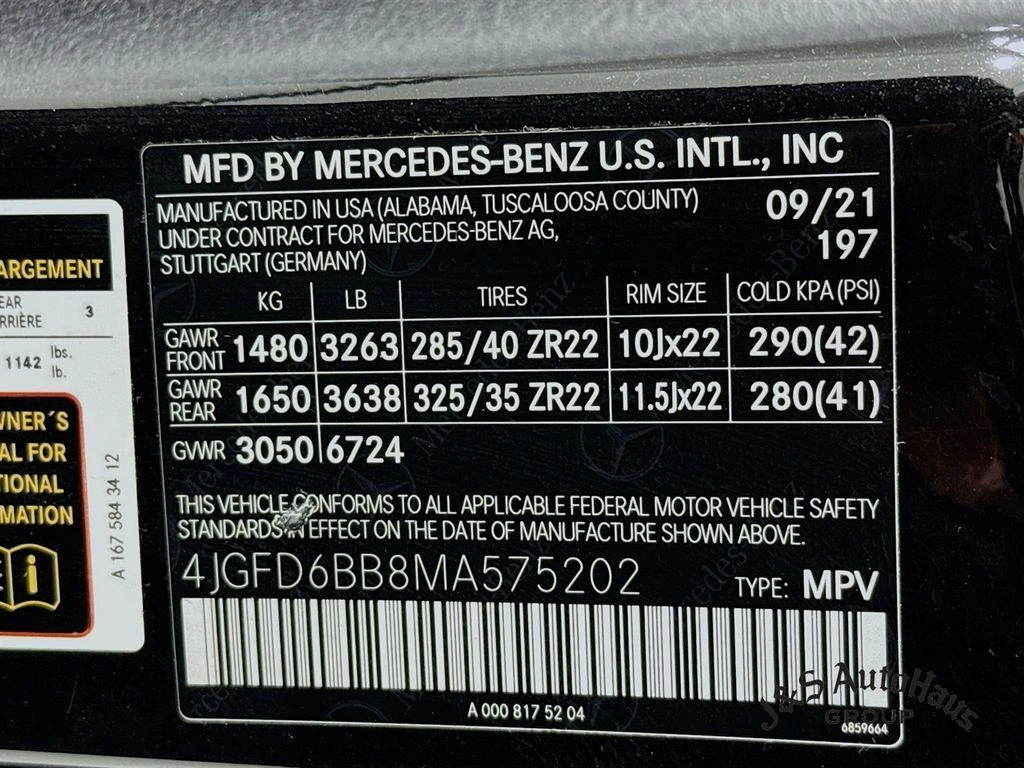 MFD BY MERCEDES-BENZ U.S. INTL., INC
MANUFACTURED IN USA (ALABAMA, TUSCALOOSA COUNTY) 09/21
UNDER CONTRACT FOR MERCEDES-BENZ AG, 197
STUTTGART (GERMANY)
KG LB TIRES RIM SIZE COLD KPA (PSI)
GAWR FRONT 1480 3263 285/40 ZR22 10Jx22 290(42)
GAWR REAR 1650 3638 325/35 ZR22 11.5Jx22 280(41)
GVWR 3050 6724
THIS VEHICLE CONFORMS TO ALL APPLICABLE FEDERAL MOTOR VEHICLE SAFETY
STANDARDS IN EFFECT ON THE DATE OF MANUFACTURE SHOWN ABOVE.
4JGFD6BB8MA575202 TYPE: MPV
A 000 817 52 04
6859664
ARGEMENT
EAR
RRIÈRE 3
1142 lbs.
lb.
WNER´S
AL FOR
TIONAL
MATION
i
A 167 584 34 12
J&S AutoHaus
GROUP
Mercedes-Benz